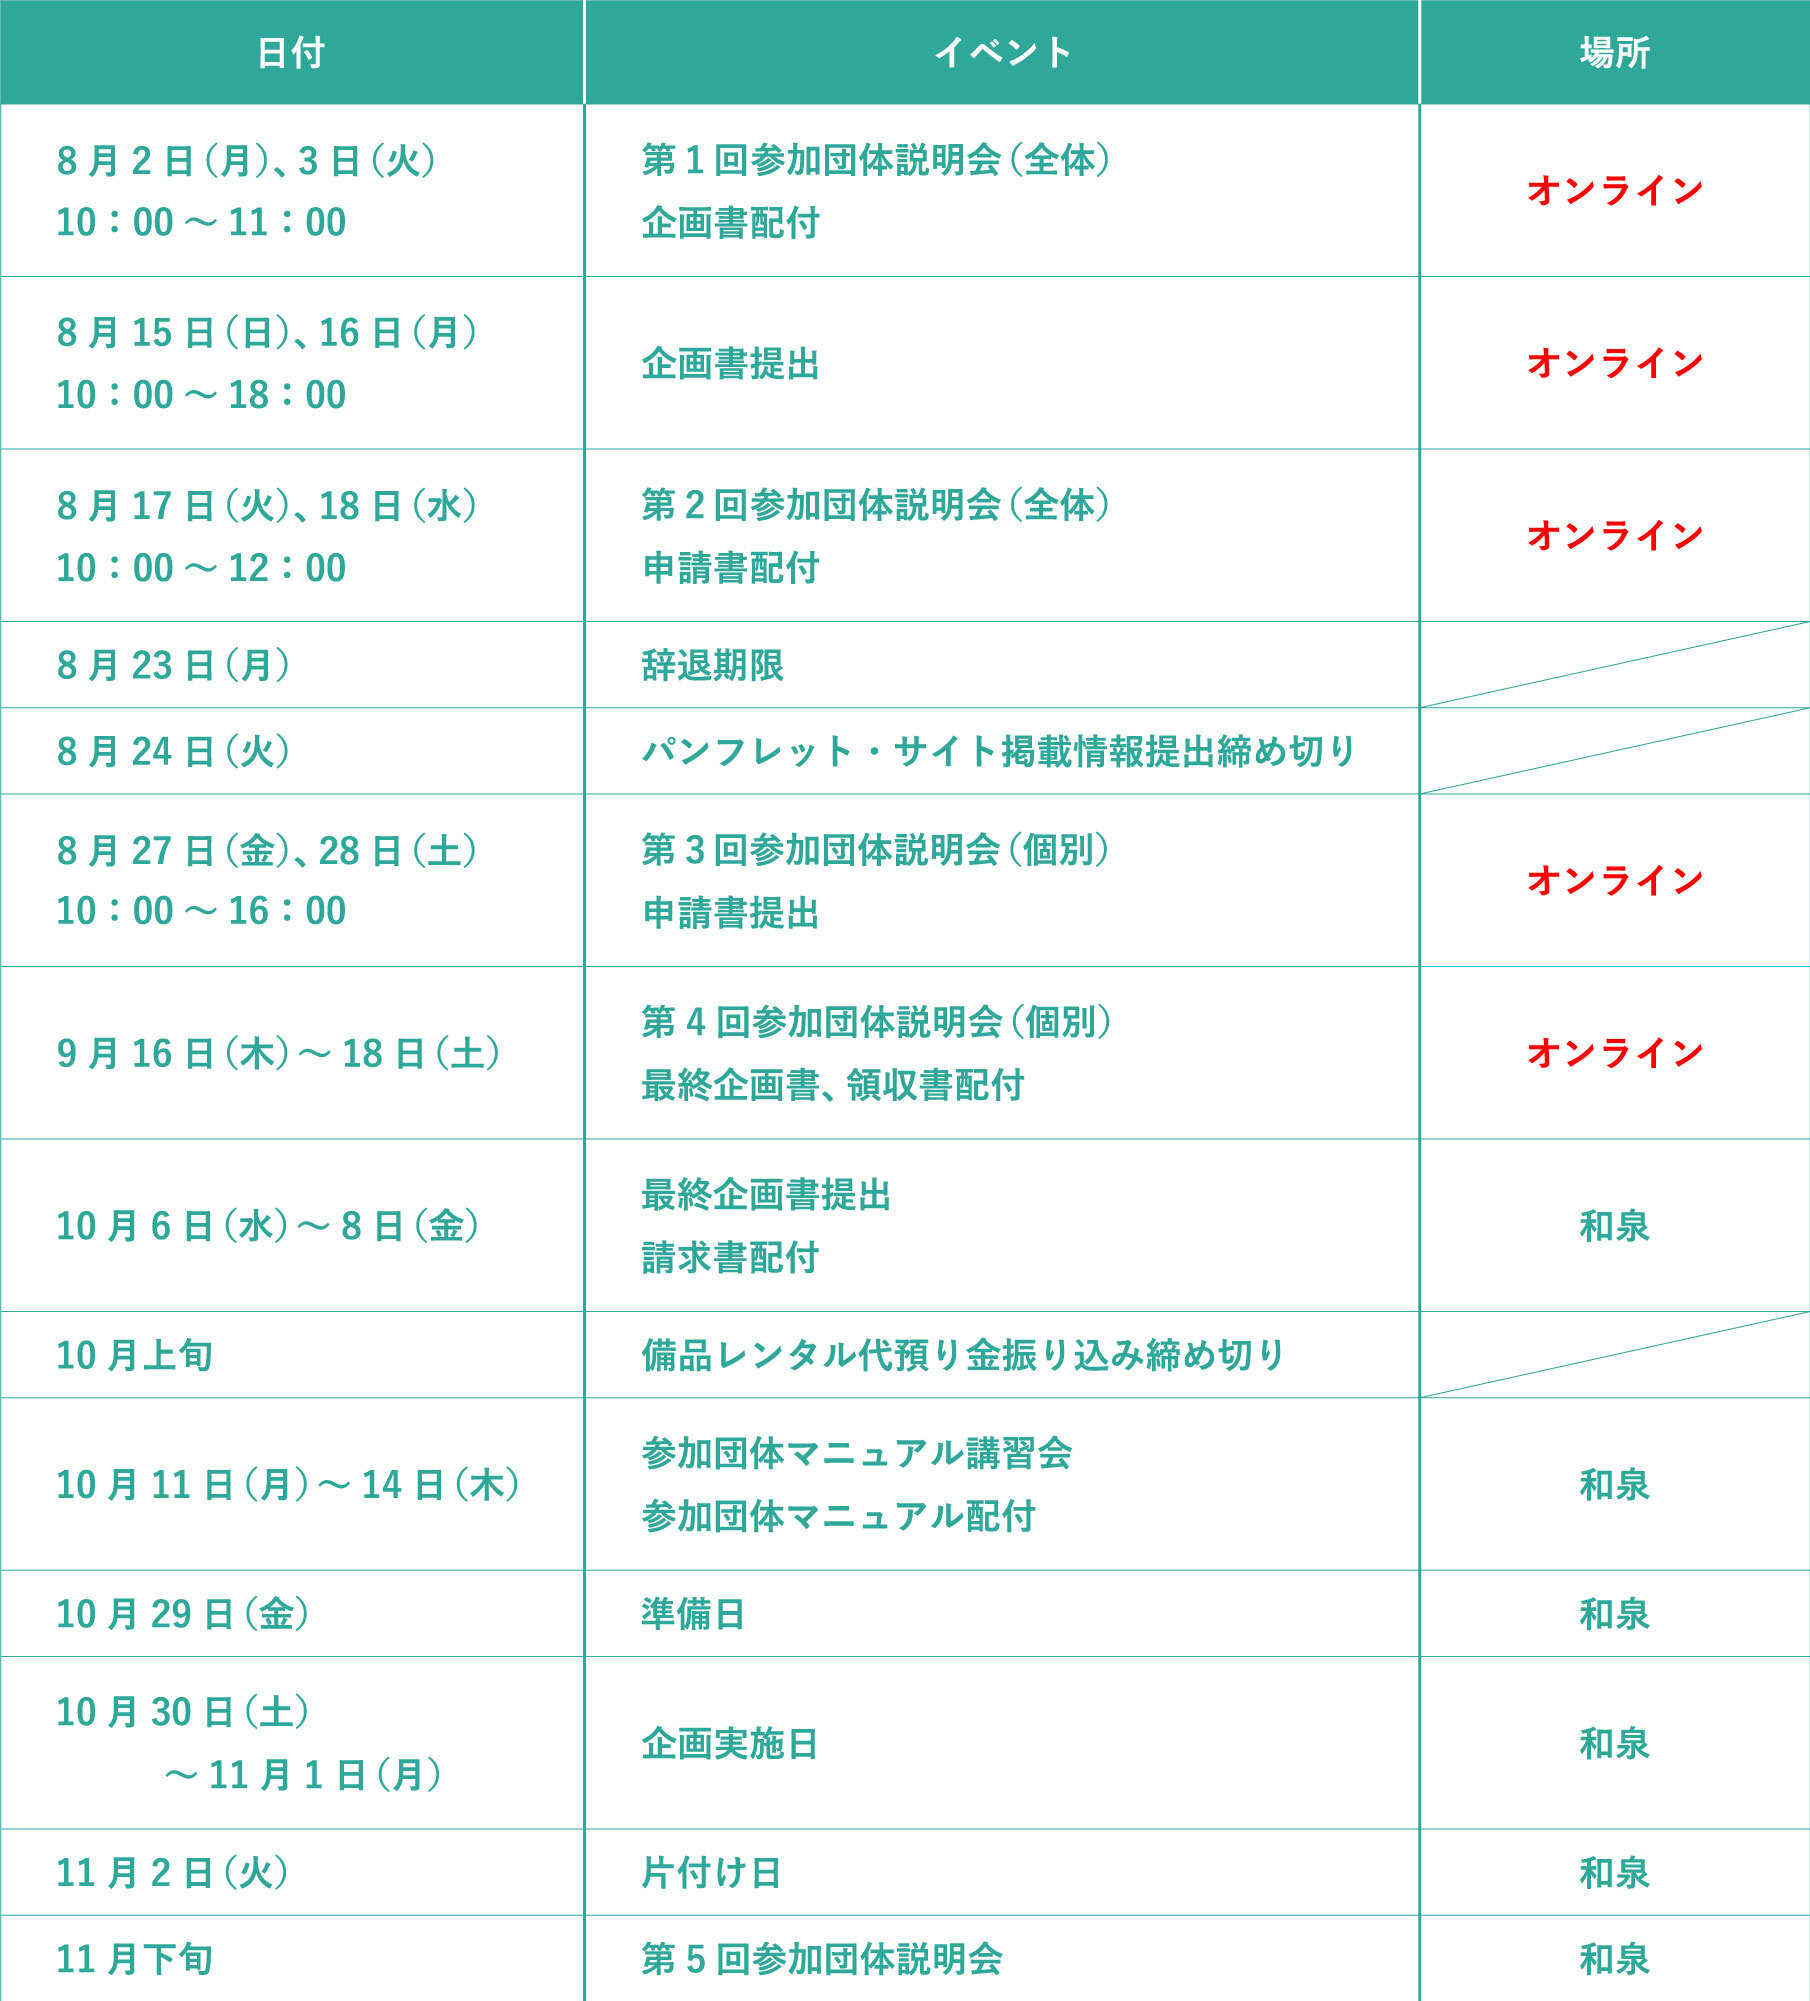 日付 イベント 場所
8月2日（月）、3日（火）
10：00～11：00
第1回参加団体説明会（全体）
企画書配付
オンライン
8月15日（日）、16日（月）
10：00～18：00
企画書提出
オンライン
8月17日（火）、18日（水）
10：00～12：00
第2回参加団体説明会（全体）
申請書配付
オンライン
8月23日（月）
辞退期限
8月24日（火）
パンフレット・サイト掲載情報提出締め切り
8月27日（金）、28日（土）
10：00～16：00
第3回参加団体説明会（個別）
申請書提出
オンライン
9月16日（木）～18日（土）
第4回参加団体説明会（個別）
最終企画書、領収書配付
オンライン
10月6日（水）～8日（金）
最終企画書提出
請求書配付
和泉
10月上旬
備品レンタル代預り金振り込み締め切り
10月11日（月）～14日（木）
参加団体マニュアル講習会
参加団体マニュアル配付
和泉
10月29日（金）
準備日
和泉
10月30日（土）
～11月1日（月）
企画実施日
和泉
11月2日（火）
片付け日
和泉
11月下旬
第5回参加団体説明会
和泉